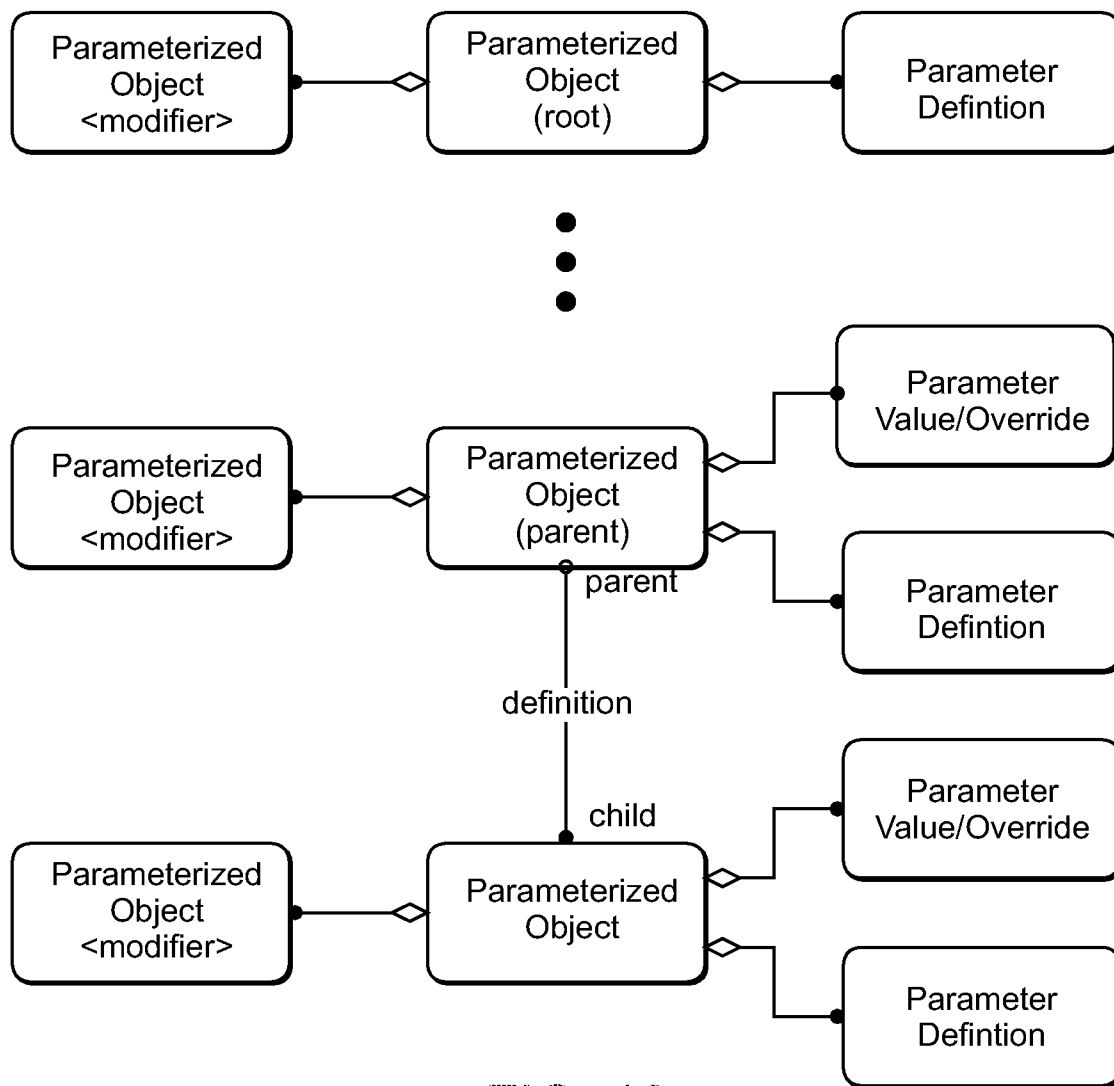 Parameterized
Object
<modifier>
Parameterized
Object
(root)
Parameter
Defintion
Parameter
Value/Override
Parameterized
Object
<modifier>
Parameterized
Object
(parent)
parent
Parameter
Defintion
definition
child
Parameter
Value/Override
Parameterized
Object
<modifier>
Parameterized
Object
Parameter
Defintion